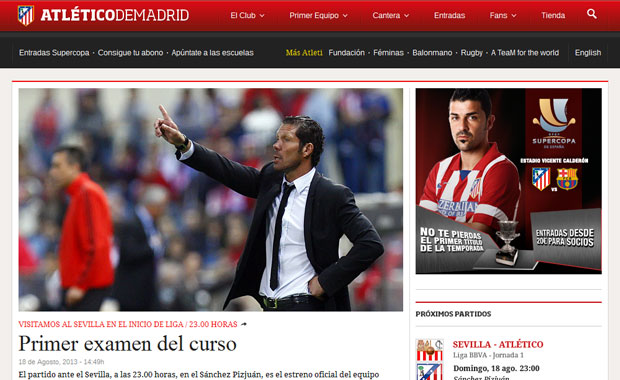 ATLÉTICODEMADRID
El Club
Primer Equipo
Cantera
Entradas
Fans
Tienda
Entradas Supercopa · Consigue tu abono · Apúntate a las escuelas
Más Atleti Fundación · Féminas · Balonmano · Rugby · A TeaM for the world
English
SUPERCOPA
DE ESPAÑA
ESTADIO VICENTE CALDERÓN
VS
NO TE PIERDAS
EL PRIMER TÍTULO
DE LA TEMPORADA
ENTRADAS DESDE
20€ PARA SOCIOS
VISITAMOS AL SEVILLA EN EL INICIO DE LIGA / 23.00 HORAS
Primer examen del curso
18 de Agosto, 2013 - 14:49h
El partido ante el Sevilla, a las 23.00 horas, en el Sánchez Pizjuán, es el estreno oficial del equipo
PRÓXIMOS PARTIDOS
SEVILLA - ATLÉTICO
Liga BBVA - Jornada 1
Domingo, 18 ago. 23:00
Sánchez Pizjuán